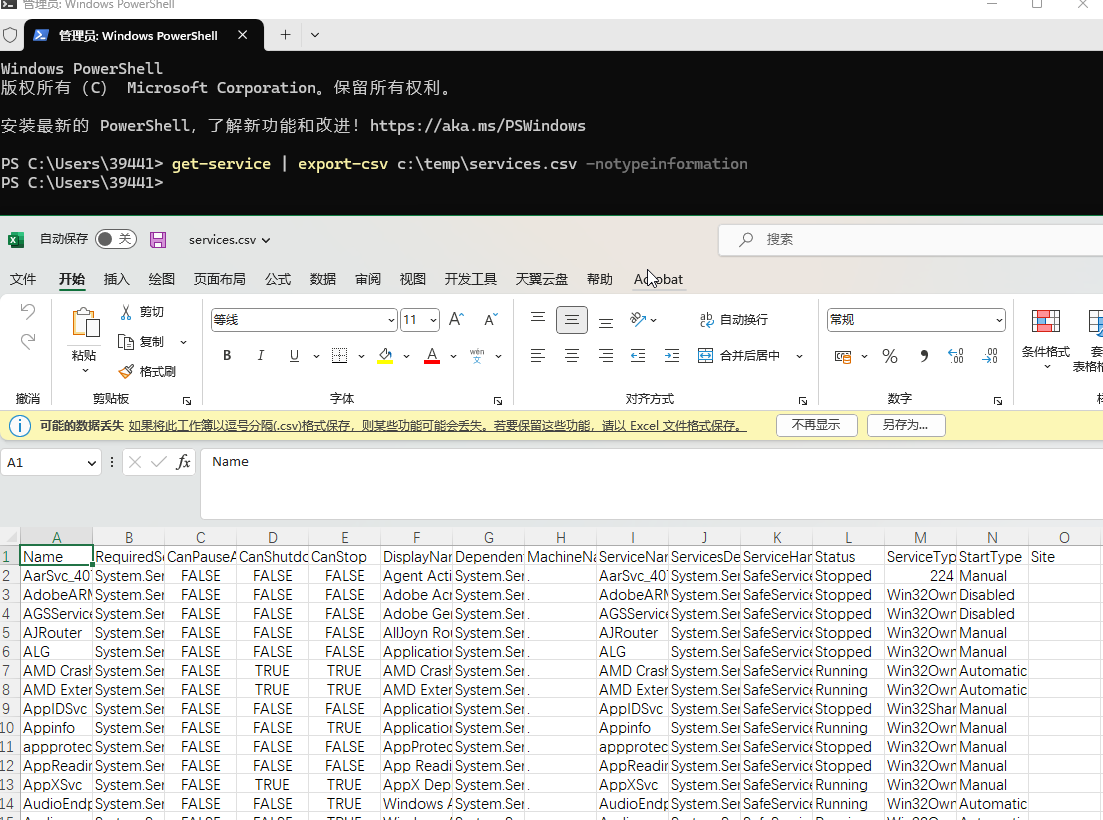 管理员: Windows PowerShell
管理员: Windows PowerShell
Windows PowerShell
版权所有 (C) Microsoft Corporation。保留所有权利。
安装最新的 PowerShell，了解新功能和改进！https://aka.ms/PSWindows
PS C:\Users\39441> get-service | export-csv c:\temp\services.csv -notypeinformation
PS C:\Users\39441>
自动保存 关 services.csv 搜索
文件 开始 插入 绘图 页面布局 公式 数据 审阅 视图 开发工具 天翼云盘 帮助 Acrobat
剪切
复制
格式刷
粘贴
等线 11
B I U A wén 文
ab 自动换行
合并后居中
常规
% 条件格式 套
表格格
撤消 剪贴板 字体 对齐方式 数字
可能的数据丢失 如果将此工作簿以逗号分隔(.csv)格式保存，则某些功能可能会丢失。若要保留这些功能，请以 Excel 文件格式保存。 不再显示 另存为...
A1 fx Name
A B C D E F G H I J K L M N O
1 Name RequiredSe CanPauseA CanShutdo CanStop DisplayNam Dependent MachineNa ServiceNam ServicesDe ServiceHan Status ServiceTyp StartType Site
2 AarSvc_407 System.Ser FALSE FALSE FALSE Agent Acti System.Ser . AarSvc_407 System.Ser SafeService Stopped 224 Manual
3 AdobeARM System.Ser FALSE FALSE FALSE Adobe Acr System.Ser . AdobeARM System.Ser SafeService Stopped Win32Own Disabled
4 AGSService System.Ser FALSE FALSE FALSE Adobe Gen System.Ser . AGSService System.Ser SafeService Stopped Win32Own Disabled
5 AJRouter System.Ser FALSE FALSE FALSE AllJoyn Rou System.Ser . AJRouter System.Ser SafeService Stopped Win32Own Manual
6 ALG System.Ser FALSE FALSE FALSE Application System.Ser . ALG System.Ser SafeService Stopped Win32Own Manual
7 AMD Crash System.Ser FALSE TRUE TRUE AMD Crash System.Ser . AMD Crash System.Ser SafeService Running Win32Own Automatic
8 AMD Exter System.Ser FALSE TRUE TRUE AMD Exter System.Ser . AMD Exter System.Ser SafeService Running Win32Own Automatic
9 AppIDSvc System.Ser FALSE FALSE FALSE Application System.Ser . AppIDSvc System.Ser SafeService Stopped Win32Shar Manual
10 Appinfo System.Ser FALSE FALSE TRUE Application System.Ser . Appinfo System.Ser SafeService Running Win32Own Manual
11 appprotec System.Ser FALSE FALSE FALSE AppProtec System.Ser . appprotec System.Ser SafeService Stopped Win32Own Manual
12 AppReadin System.Ser FALSE FALSE FALSE App Readi System.Ser . AppReadin System.Ser SafeService Stopped Win32Own Manual
13 AppXSvc System.Ser FALSE TRUE TRUE AppX Dep System.Ser . AppXSvc System.Ser SafeService Running Win32Own Manual
14 AudioEndp System.Ser FALSE FALSE TRUE Windows A System.Ser . AudioEndp System.Ser SafeService Running Win32Own Automatic